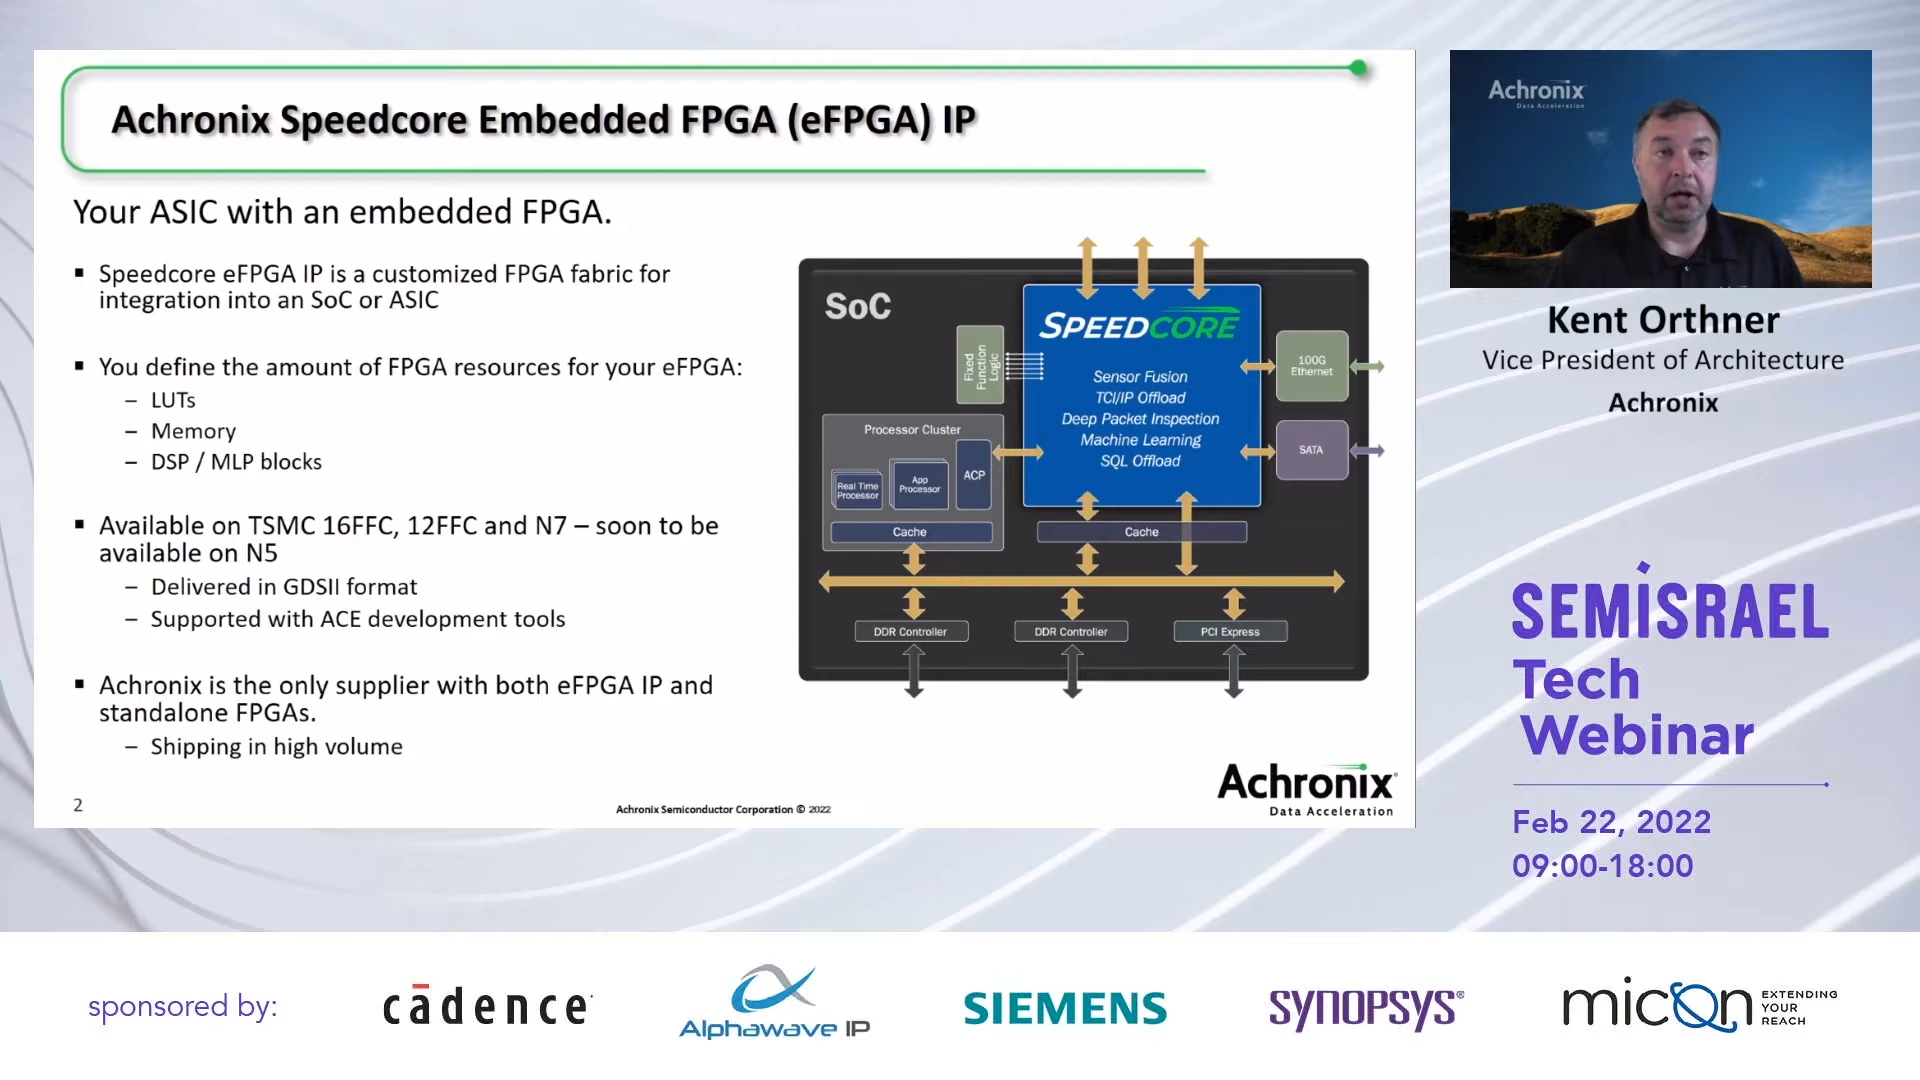 Achronix Speedcore Embedded FPGA (eFPGA) IP
Your ASIC with an embedded FPGA.
▪ Speedcore eFPGA IP is a customized FPGA fabric for
integration into an SoC or ASIC
▪ You define the amount of FPGA resources for your eFPGA:
– LUTs
– Memory
– DSP / MLP blocks
▪ Available on TSMC 16FFC, 12FFC and N7 – soon to be
available on N5
– Delivered in GDSII format
– Supported with ACE development tools
▪ Achronix is the only supplier with both eFPGA IP and
standalone FPGAs.
– Shipping in high volume
2
Achronix Semiconductor Corporation © 2022
Achronix
Data Acceleration
SoC
SPEEDCORE
Sensor Fusion
TCI/IP Offload
Deep Packet Inspection
Machine Learning
SQL Offload
Fixed
Function
Logic
100G
Ethernet
SATA
Processor Cluster
Real Time
Processor
App
Processor
ACP
Cache
Cache
DDR Controller
DDR Controller
PCI Express
Achronix
Data Acceleration
Kent Orthner
Vice President of Architecture
Achronix
SEMISRAEL
Tech
Webinar
Feb 22, 2022
09:00-18:00
sponsored by:
cādence
Alphawave IP
SIEMENS
SYNOPSYS®
micon
EXTENDING
YOUR
REACH